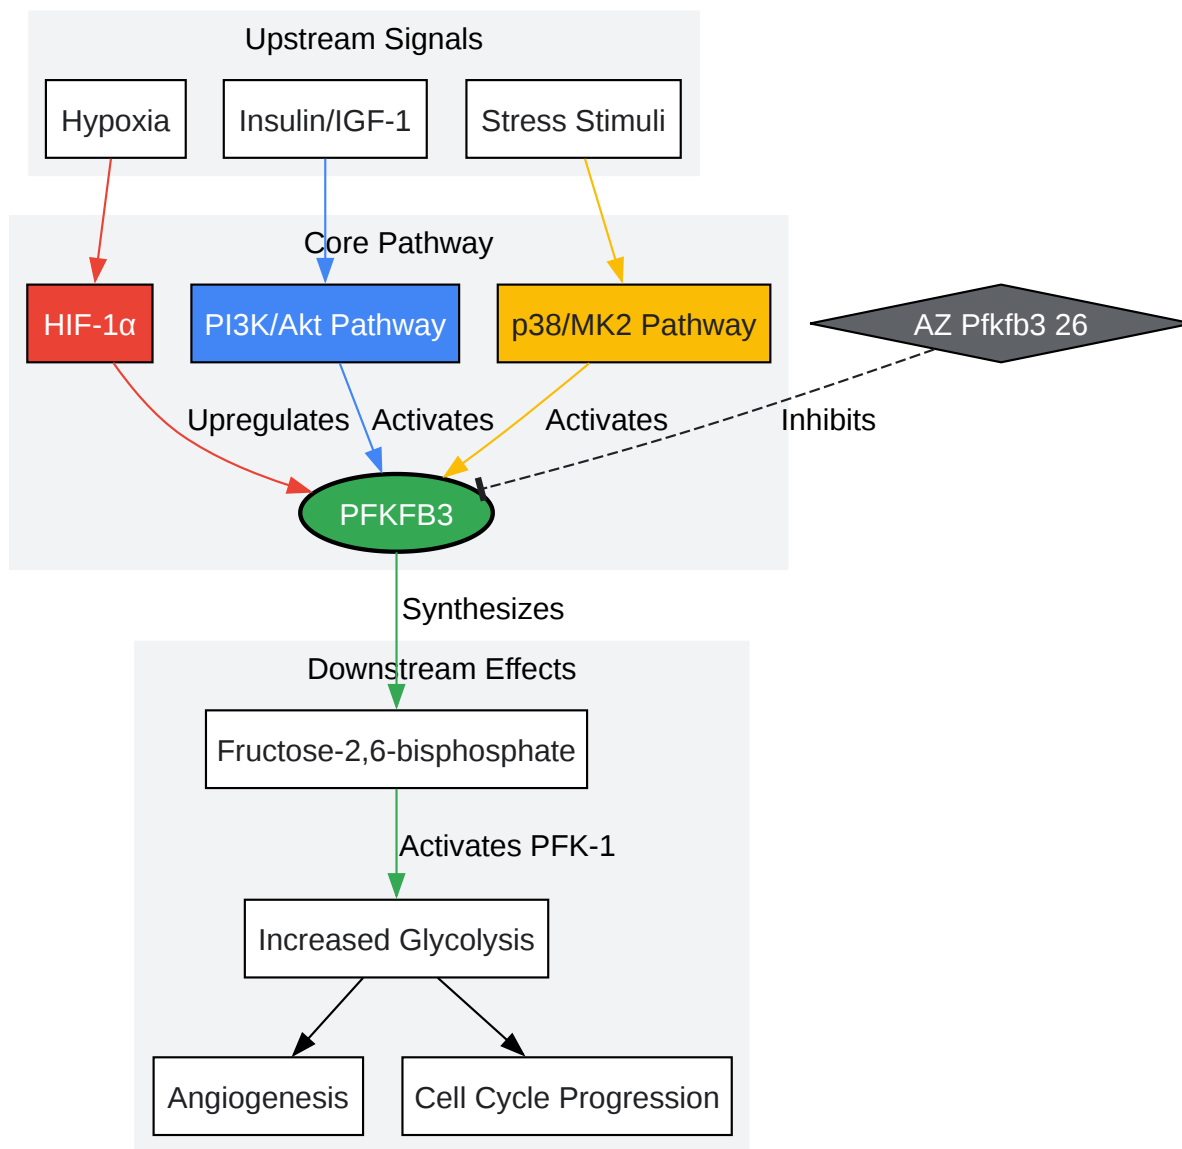 Upstream Signals
Hypoxia
Insulin/IGF-1
Stress Stimuli
Core Pathway
HIF-1α
PI3K/Akt Pathway
p38/MK2 Pathway
AZ Pfkfb3 26
Upregulates
Activates
Activates
Inhibits
PFKFB3
Synthesizes
Downstream Effects
Fructose-2,6-bisphosphate
Activates PFK-1
Increased Glycolysis
Angiogenesis
Cell Cycle Progression